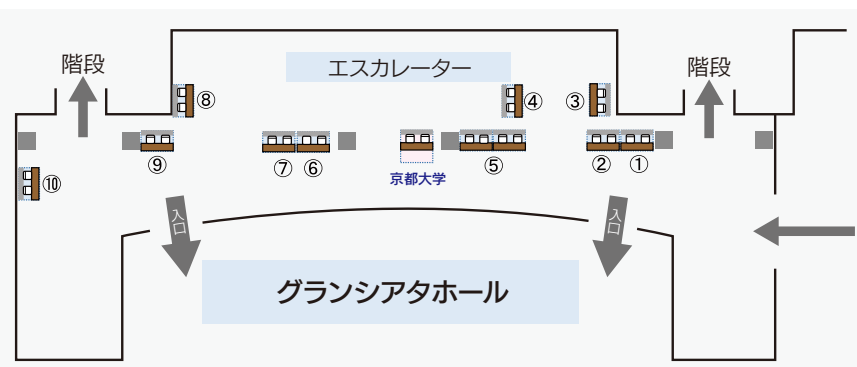 階段
エスカレーター
階段
⑧
④
③
⑨
⑦
⑥
京都大学
⑤
②
①
⑩
入口
入口
グランシアタホール